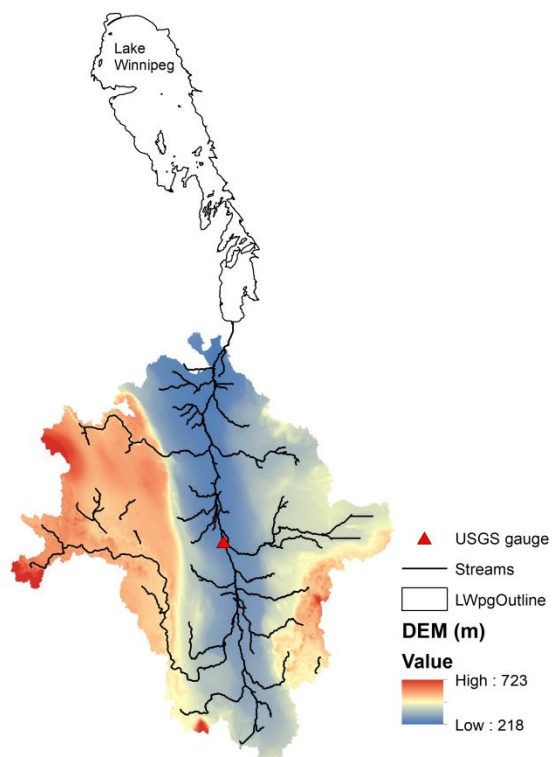 Lake
Winnipeg
USGS gauge
Streams
LWpgOutline
DEM (m)
Value
High : 723
Low : 218